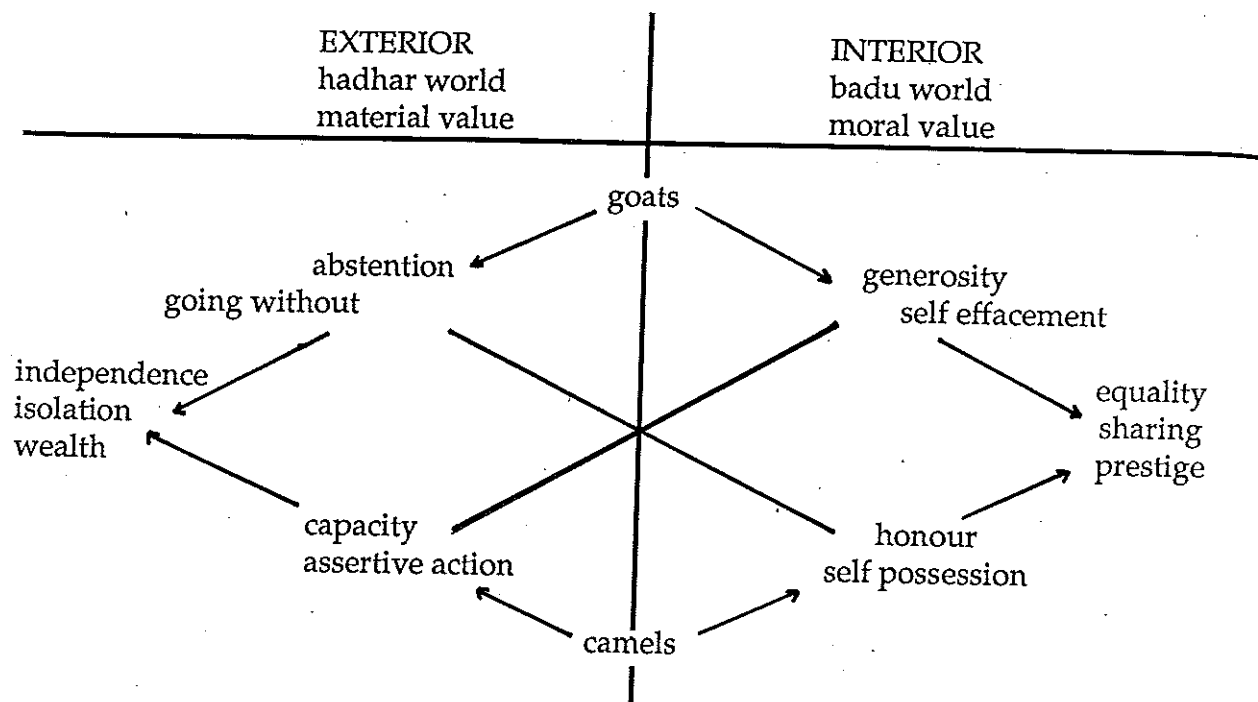 EXTERIOR
hadhar world
material value
INTERIOR
badu world
moral value
goats
abstention
going without
generosity
self effacement
independence
isolation
wealth
equality
sharing
prestige
capacity
assertive action
honour
self possession
camels